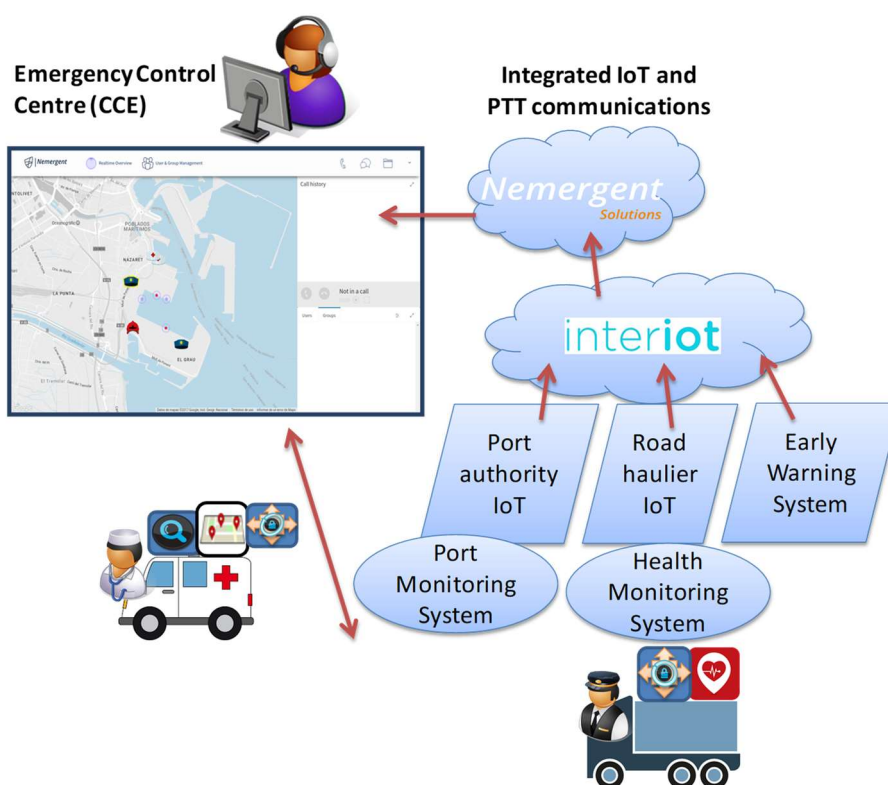 Emergency Control
Centre (CCE)
Integrated IoT and
PTT communications
Nemergent
Realtime Overview
User & Group Management
Call history
POBLADOS
MARÍTIMOS
NAZARET
LA PUNTA
EL GRAU
Not in a call
Users
Groups
Nemergent
Solutions
interiot
Port
authority
IoT
Road
haulier
IoT
Early
Warning
System
Port
Monitoring
System
Health
Monitoring
System